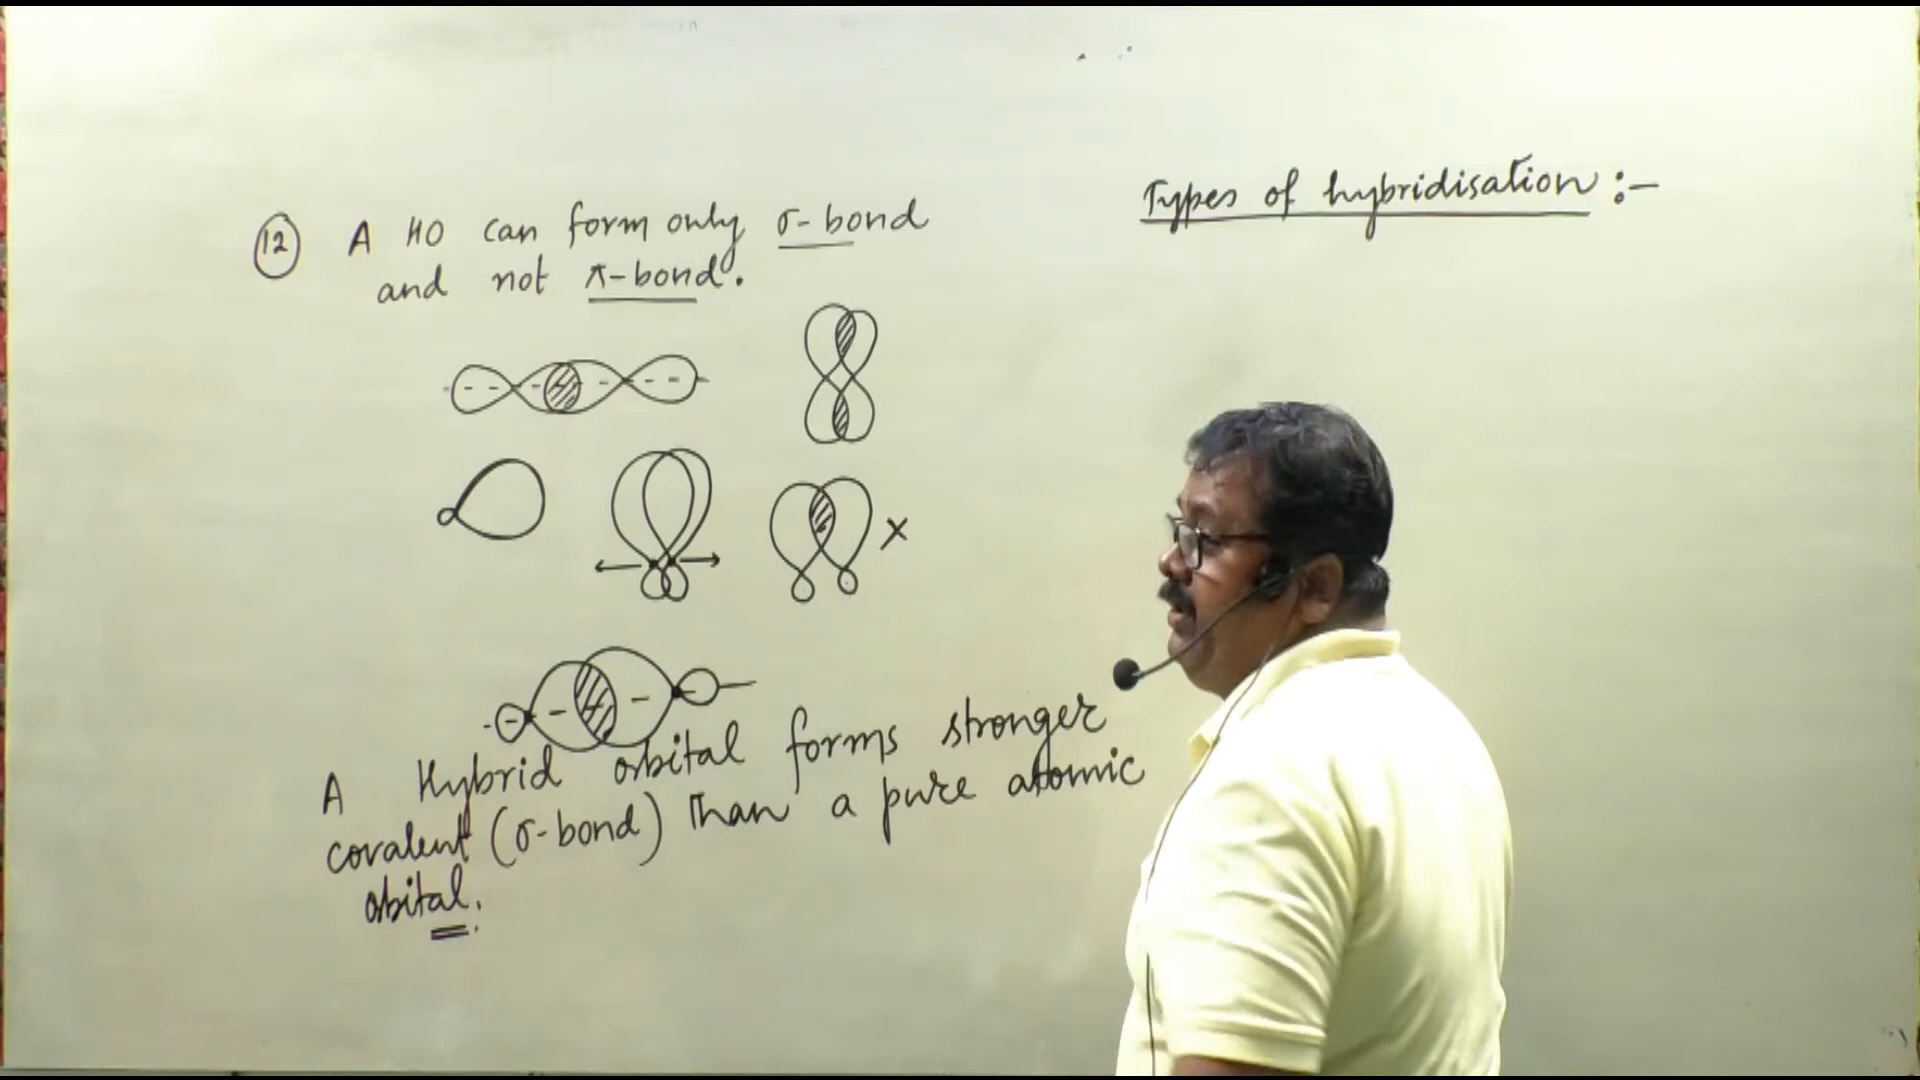 12 A HO can form only σ-bond
and not π-bond.
A Hybrid orbital forms stronger
covalent (σ-bond) than a pure atomic
orbital.
Types of hybridisation :-